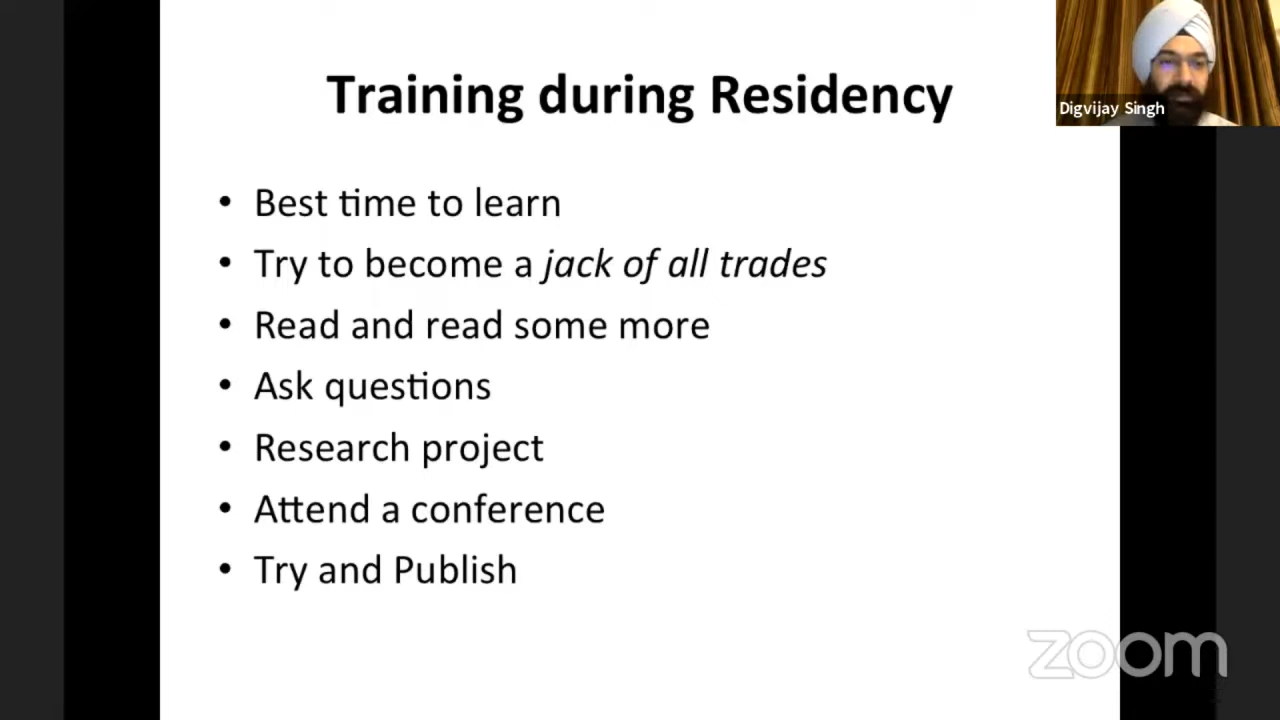 Training during Residency
Digvijay Singh
• Best time to learn
• Try to become a jack of all trades
• Read and read some more
• Ask questions
• Research project
• Attend a conference
• Try and Publish
zoom